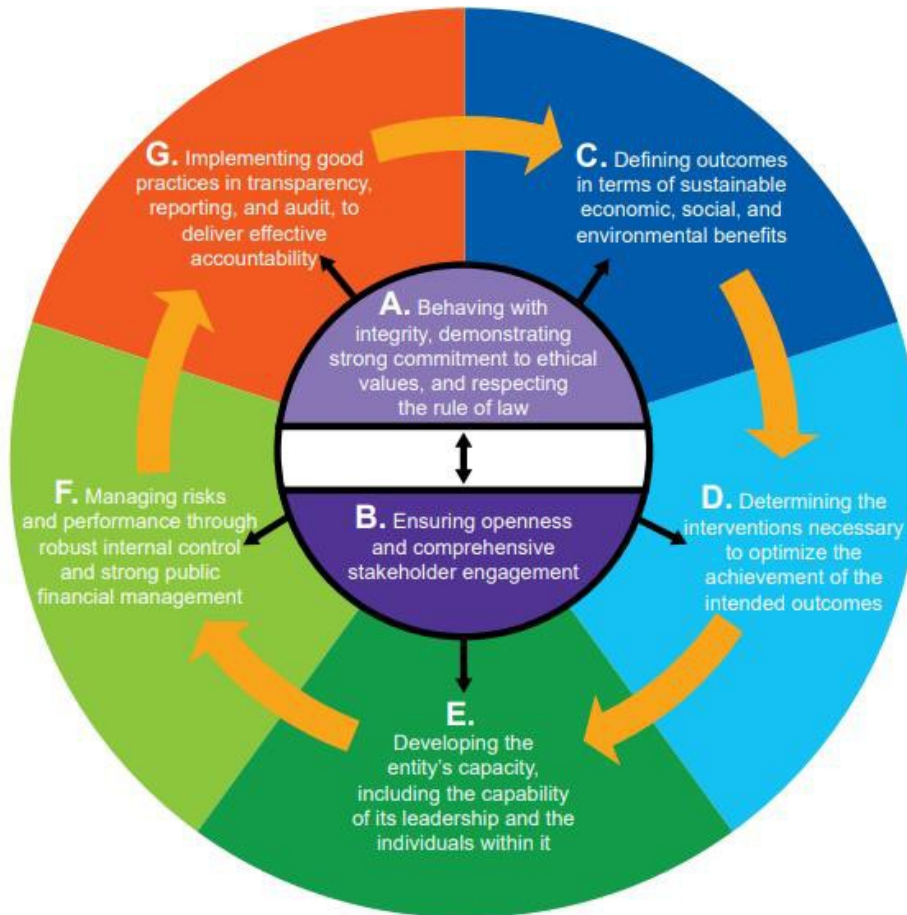 A. Behaving with
integrity, demonstrating
strong commitment to ethical
values, and respecting
the rule of law
B. Ensuring openness
and comprehensive
stakeholder engagement
C. Defining outcomes
in terms of sustainable
economic, social, and
environmental benefits
D. Determining the
interventions necessary
to optimize the
achievement of the
intended outcomes
E.
Developing the
entity's capacity,
including the capability
of its leadership and the
individuals within it
F. Managing risks
and performance through
robust internal control
and strong public
financial management
G. Implementing good
practices in transparency,
reporting, and audit, to
deliver effective
accountability